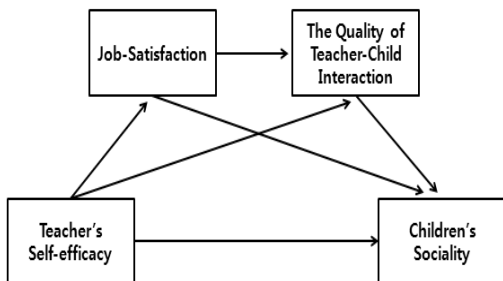 Job-Satisfaction
The Quality of
Teacher-Child
Interaction
Teacher's
Self-efficacy
Children's
Sociality